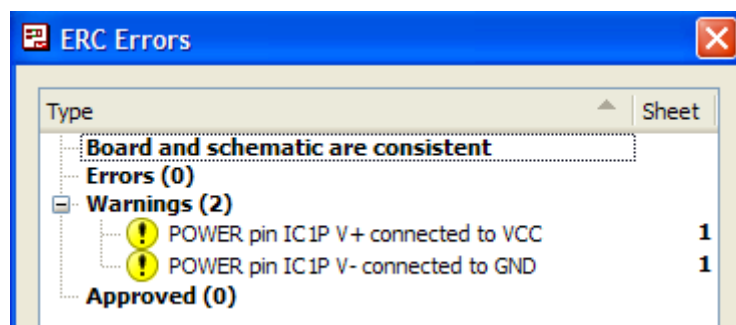 ERC Errors
Type Sheet
Board and schematic are consistent
Errors (0)
Warnings (2)
POWER pin IC1P V+ connected to VCC 1
POWER pin IC1P V- connected to GND 1
Approved (0)